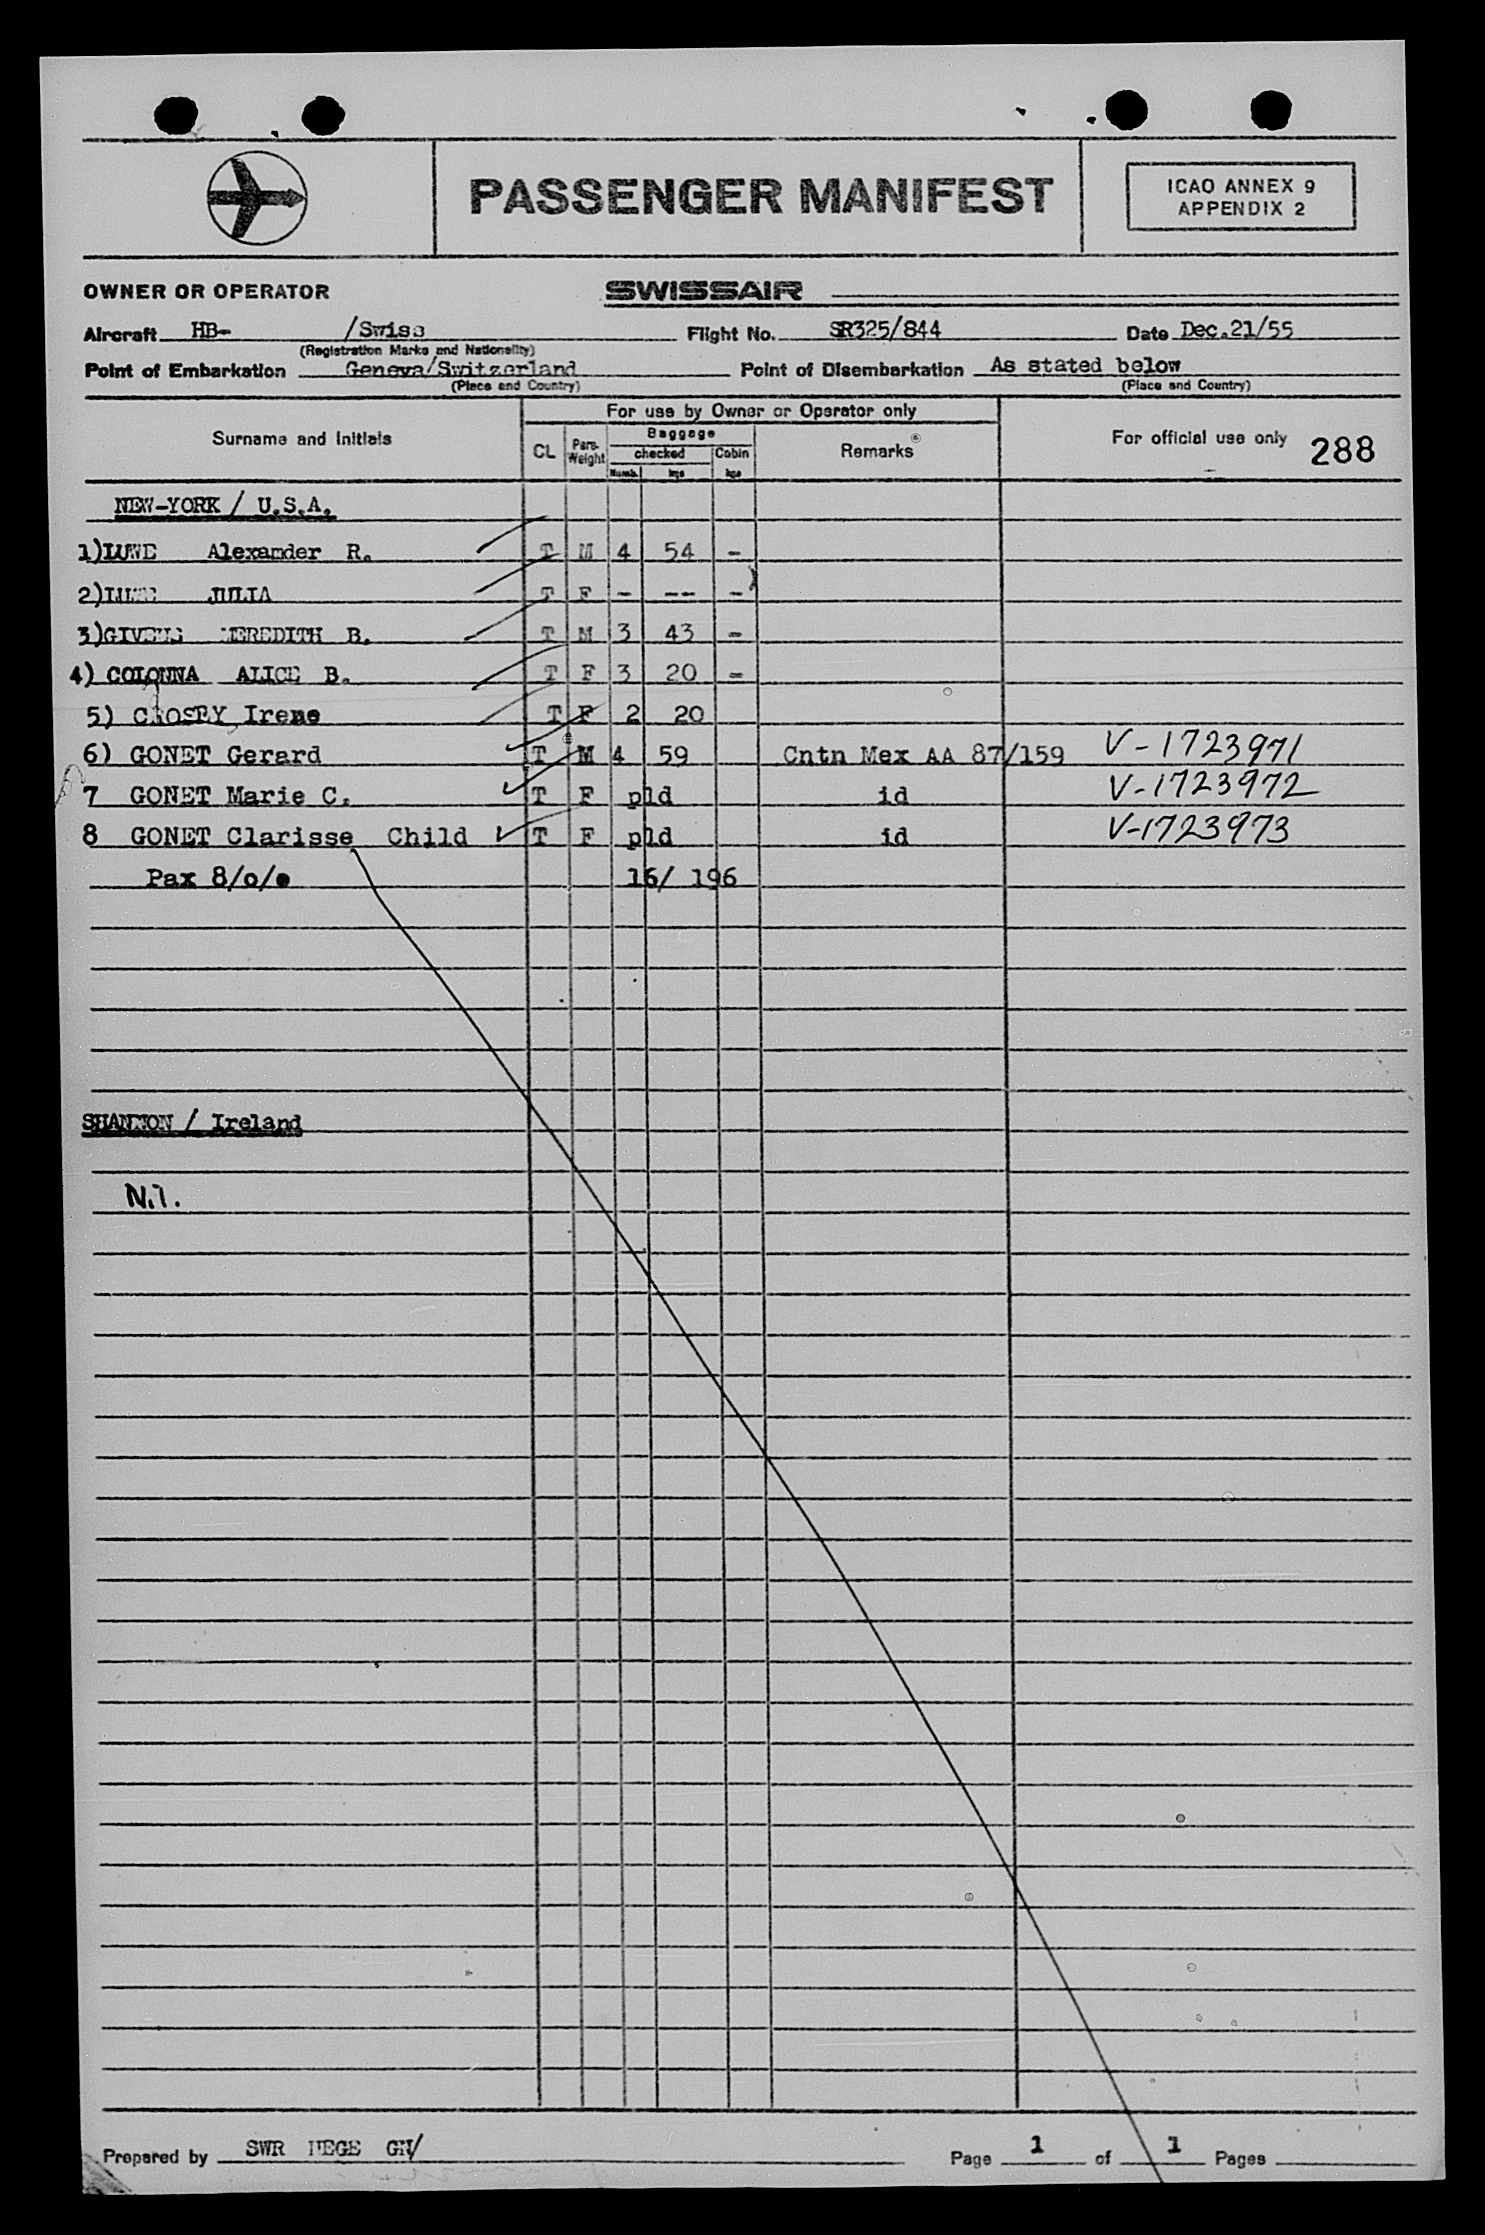 PASSENGER MANIFEST
ICAO ANNEX 9
APPENDIX 2
OWNER OR OPERATOR SWISSAIR
Aircraft HB- /Swiss Flight No. SR325/844 Date Dec.21/55
(Registration Marks and Nationality)
Point of Embarkation Geneva/Switzerland Point of Disembarkation As stated below
(Place and Country) (Place and Country)
For use by Owner or Operator only
Surname and Initials CL Pers. Weight Baggage checked Cabin Remarks For official use only 288
Numb. kgs kgs
NEW-YORK / U.S.A.
1) Alexander R. T M 4 54 -
2) JULIA T F - -- -
3)GIVENS MEREDITH B. T M 3 43 -
4) COLONNA ALICE B. T F 3 20 -
5) CROSBY Irene T F 2 20
6) GONET Gerard T M 4 59 Cntn Mex AA 87/159 V-1723971
7 GONET Marie C. T F pld id V-1723972
8 GONET Clarisse Child T F pld id V-1723973
Pax 8/o/o 16/ 196
SHANNON / Ireland
Prepared by SWR Page 1 of 1 Pages